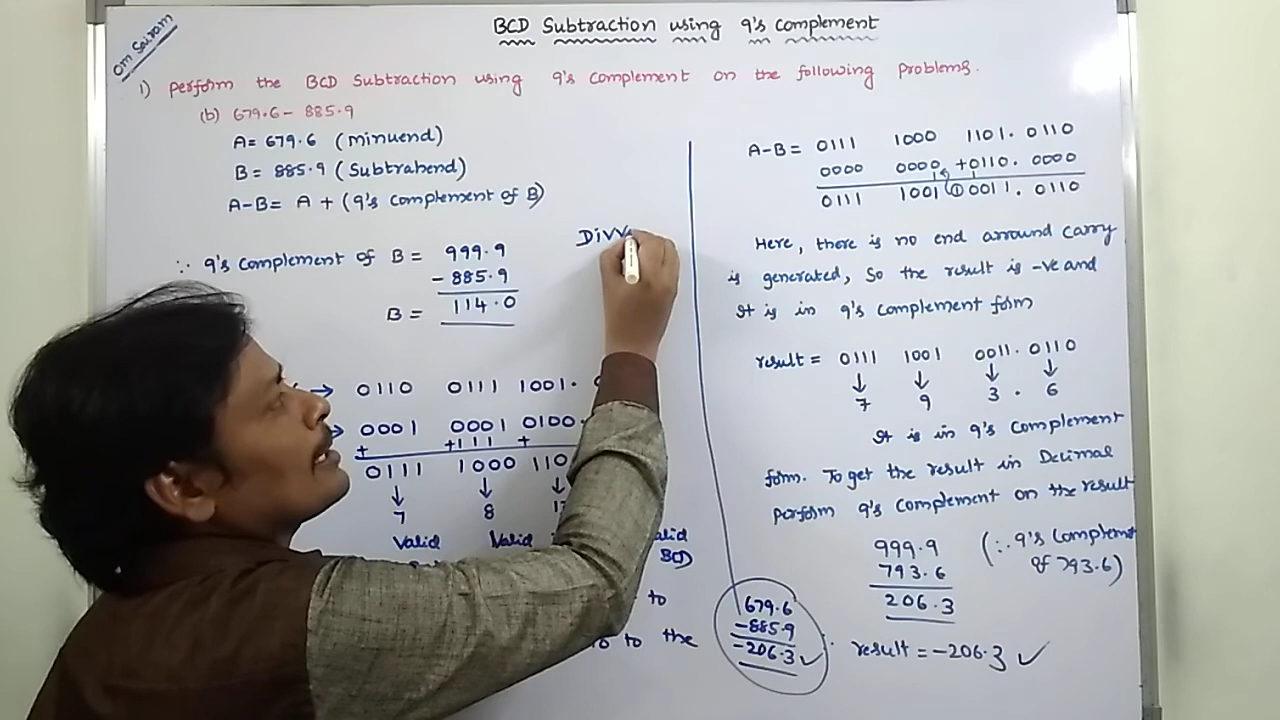 Om Sairam
BCD Subtraction using 9's complement
1) perform the BCD Subtraction using 9's complement on the following Problems.
(b) 679.6 - 885.9
A = 679.6 (minuend)
B = 885.9 (Subtrahend)
A-B = A + (9's complement of B)
∴ 9's complement of B = 999.9
- 885.9
B = 114.0
DiVV
→ 0110 0111 1001.
→ 0001 0001 0100.
+ +111 +
0111 1000 110
↓ ↓ ↓
7 8
Valid Valid alid
BCD
to
to the
A-B = 0111 1000 1101. 0110
0000 0000 +0110. 0000
0111 1001 ① 0011. 0110
Here, there is no end arround carry
is generated, So the result is -ve and
It is in 9's complement form
result = 0111 1001 0011. 0110
↓ ↓ ↓ ↓
7 9 3 . 6
It is in 9's complement
form. To get the result in Decimal
perform 9's complement on the result
999.9 (∵ 9's complement
793.6 of 793.6)
206.3
∴ result = -206.3 ✓
679.6
-885.9
-206.3 ✓